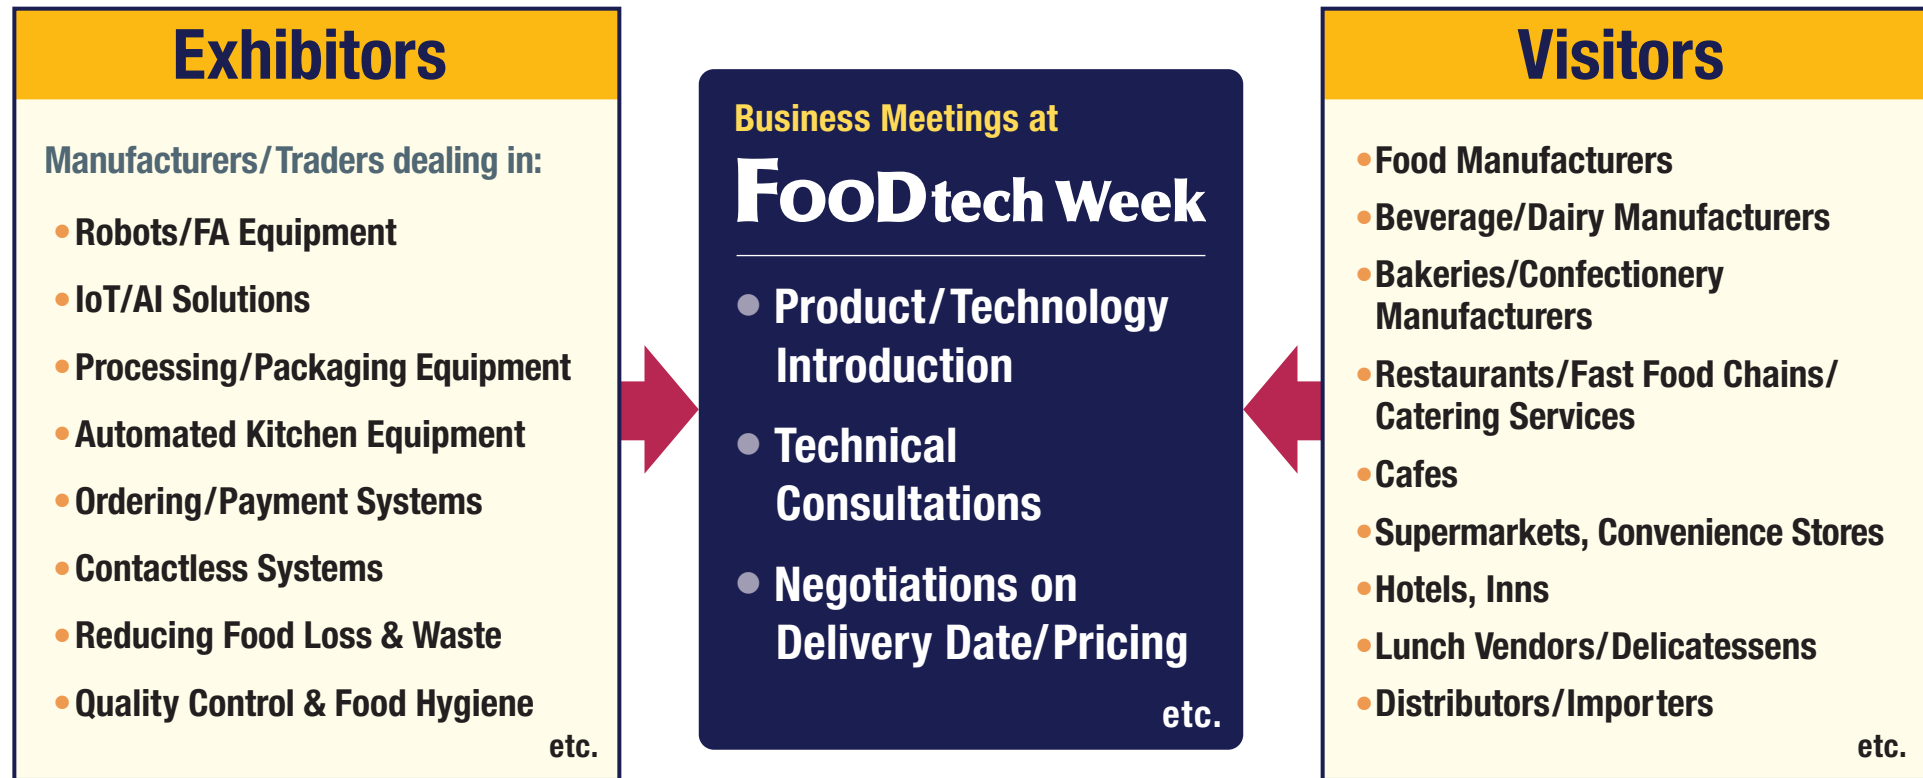 Exhibitors
Manufacturers/Traders dealing in:
•Robots/FA Equipment
•IoT/AI Solutions
•Processing/Packaging Equipment
•Automated Kitchen Equipment
•Ordering/Payment Systems
•Contactless Systems
•Reducing Food Loss & Waste
•Quality Control & Food Hygiene
etc.
Business Meetings at
FOODtech Week
• Product/Technology
Introduction
• Technical
Consultations
• Negotiations on
Delivery Date/Pricing
etc.
Visitors
•Food Manufacturers
•Beverage/Dairy Manufacturers
•Bakeries/Confectionery
Manufacturers
•Restaurants/Fast Food Chains/
Catering Services
•Cafes
•Supermarkets, Convenience Stores
•Hotels, Inns
•Lunch Vendors/Delicatessens
•Distributors/Importers
etc.